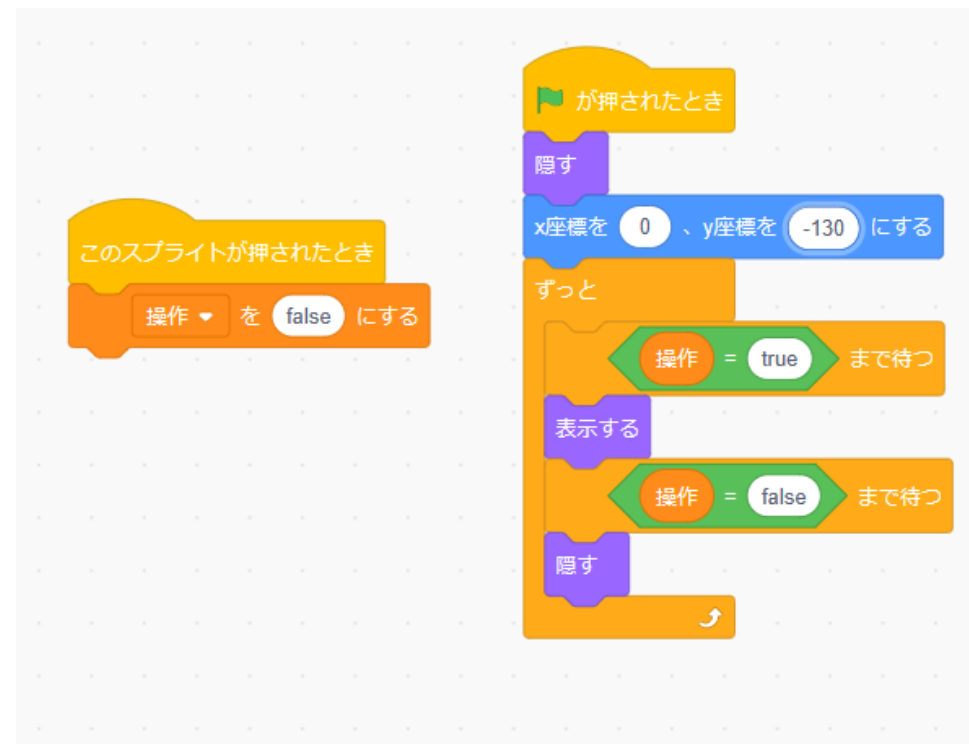 このスプライトが押されたとき
操作 を false にする
が押されたとき
隠す
x座標を 0 、y座標を -130 にする
ずっと
操作 = true まで待つ
表示する
操作 = false まで待つ
隠す